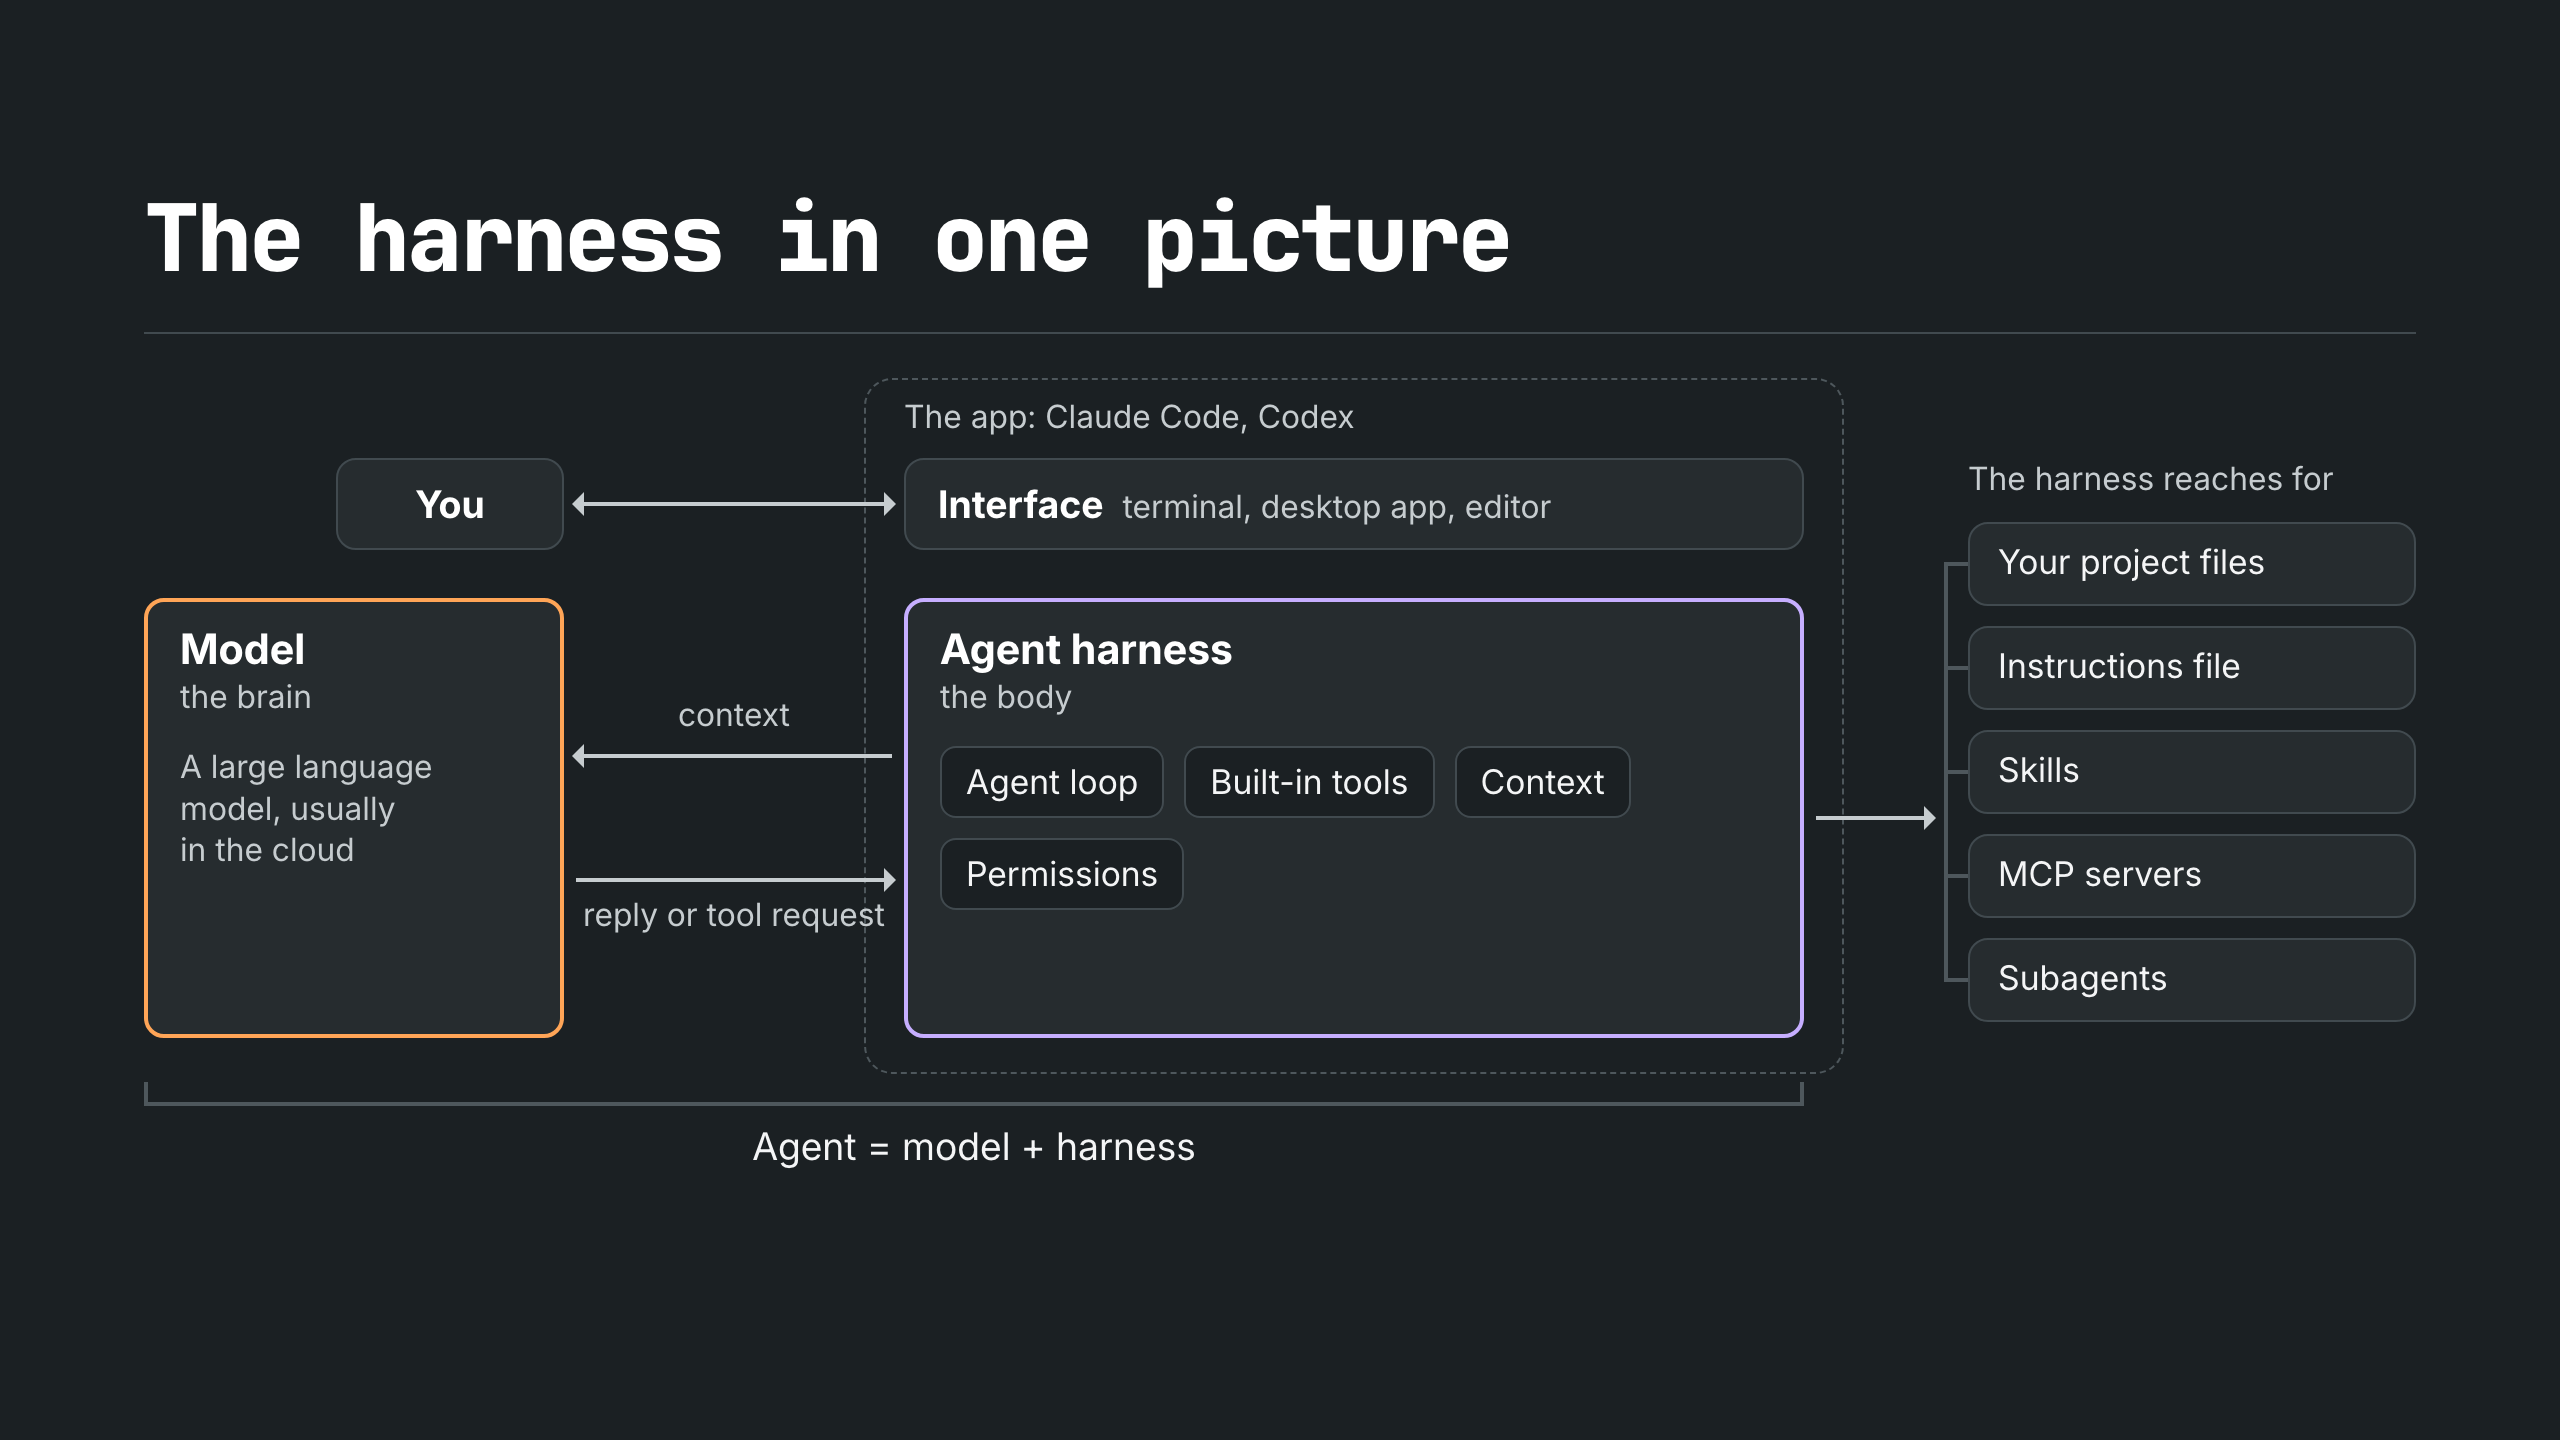 The harness in one picture
The app: Claude Code, Codex
You
Interface terminal, desktop app, editor
Model
the brain
A large language
model, usually
in the cloud
context
reply or tool request
Agent harness
the body
Agent loop
Built-in tools
Context
Permissions
The harness reaches for
Your project files
Instructions file
Skills
MCP servers
Subagents
Agent = model + harness